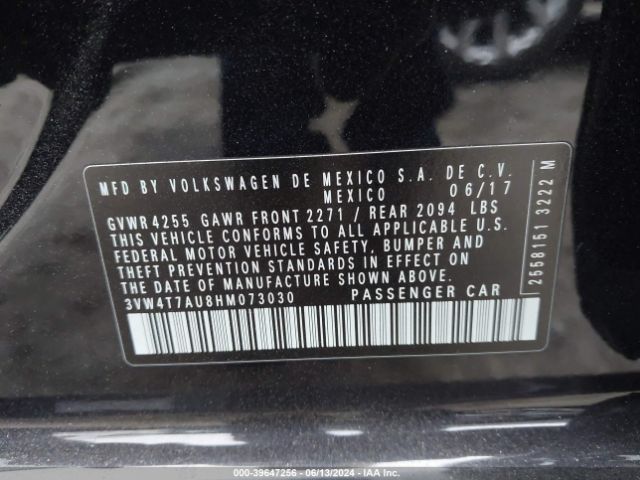 MFD BY VOLKSWAGEN DE MEXICO S.A. DE C.V.
MEXICO 06/17
GVWR4255 GAWR FRONT 2271 / REAR 2094 LBS
THIS VEHICLE CONFORMS TO ALL APPLICABLE U.S.
FEDERAL MOTOR VEHICLE SAFETY, BUMPER AND
THEFT PREVENTION STANDARDS IN EFFECT ON
THE DATE OF MANUFACTURE SHOWN ABOVE.
3VW4T7AU8HM073030 PASSENGER CAR
2558151 3222 M
000-39647256 - 06/13/2024 - IAA Inc.